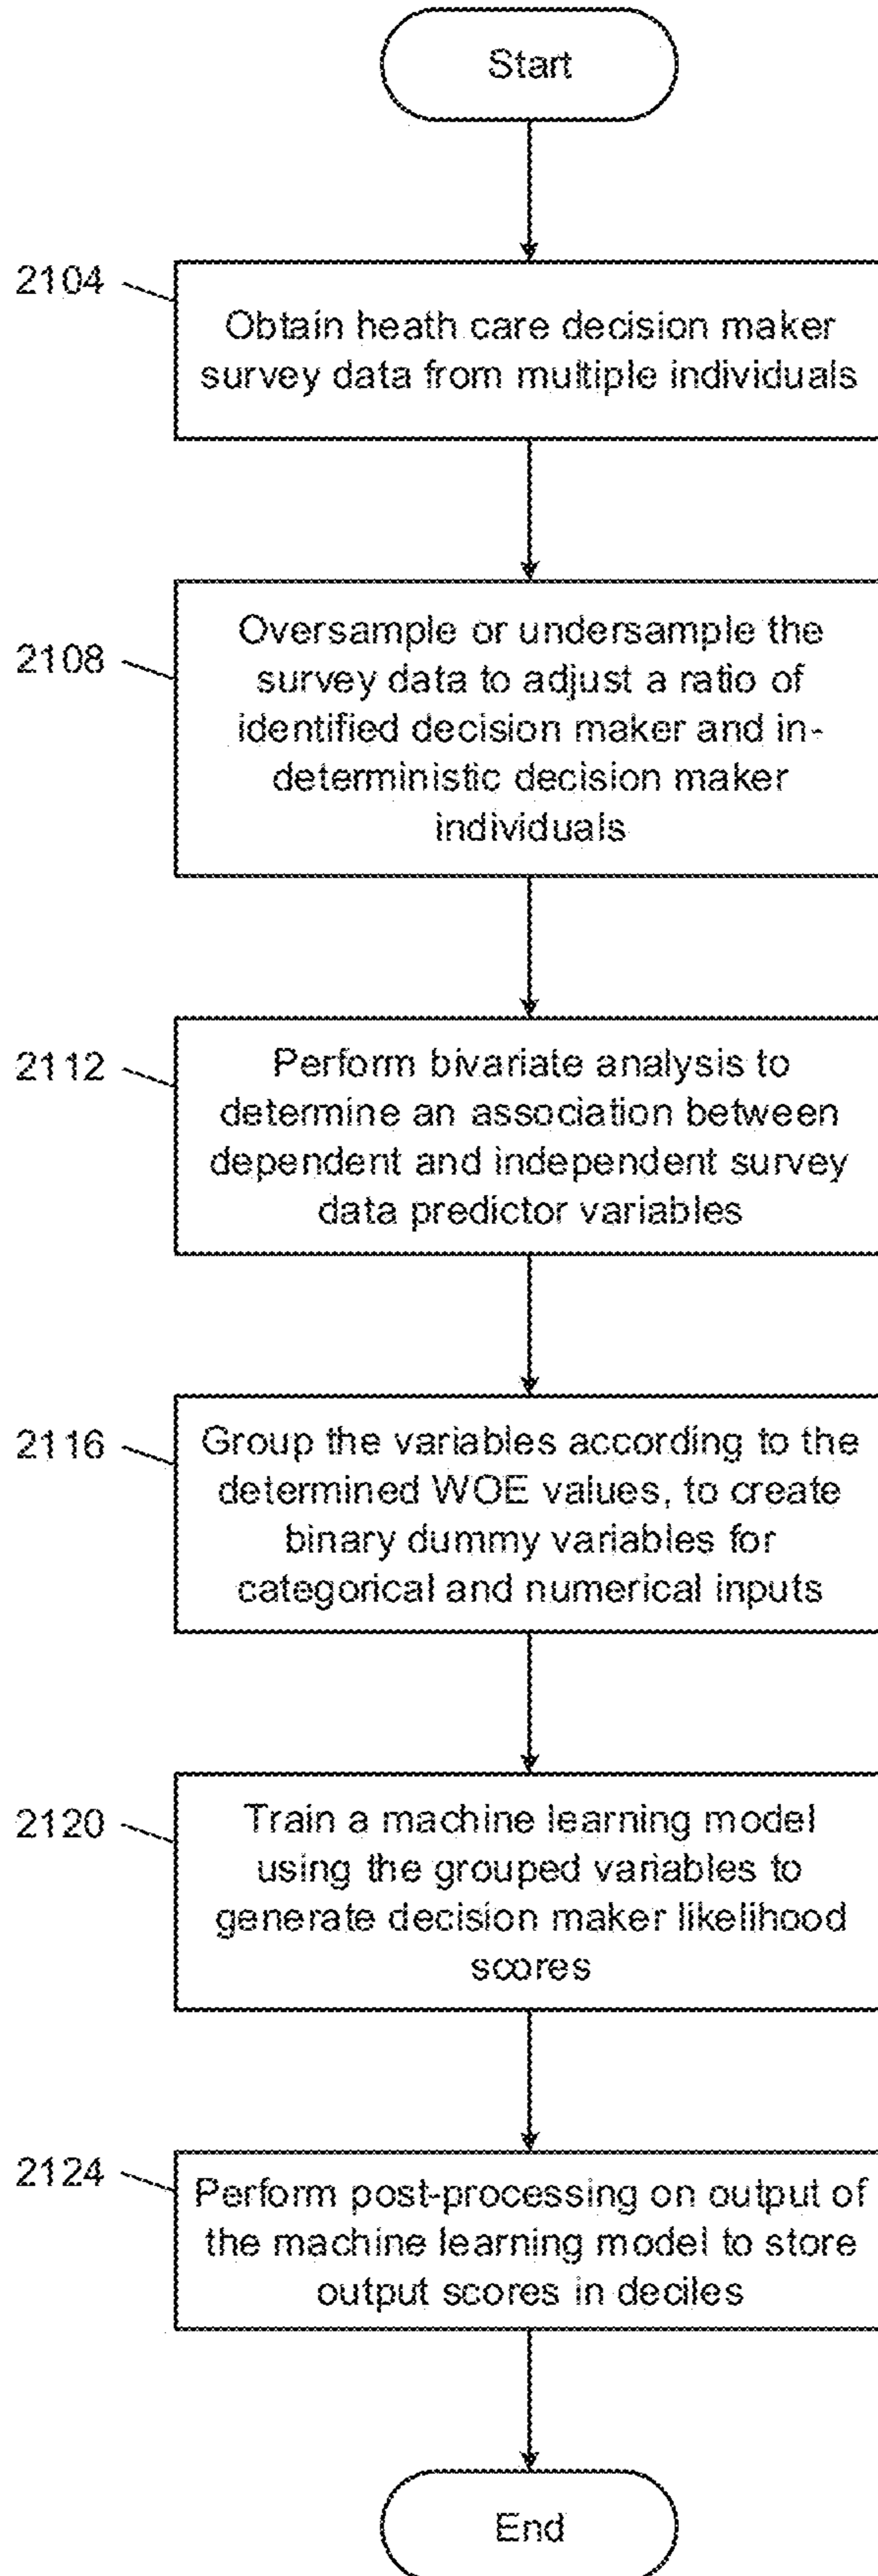 Start
2104
Obtain heath care decision maker
survey data from multiple individuals
2108
Oversample or undersample the
survey data to adjust a ratio of
identified decision maker and in-
deterministic decision maker
individuals
2112
Perform bivariate analysis to
determine an association between
dependent and independent survey
data predictor variables
2116
Group the variables according to the
determined WOE values, to create
binary dummy variables for
categorical and numerical inputs
2120
Train a machine learning model
using the grouped variables to
generate decision maker likelihood
scores
2124
Perform post-processing on output of
the machine learning model to store
output scores in deciles
End